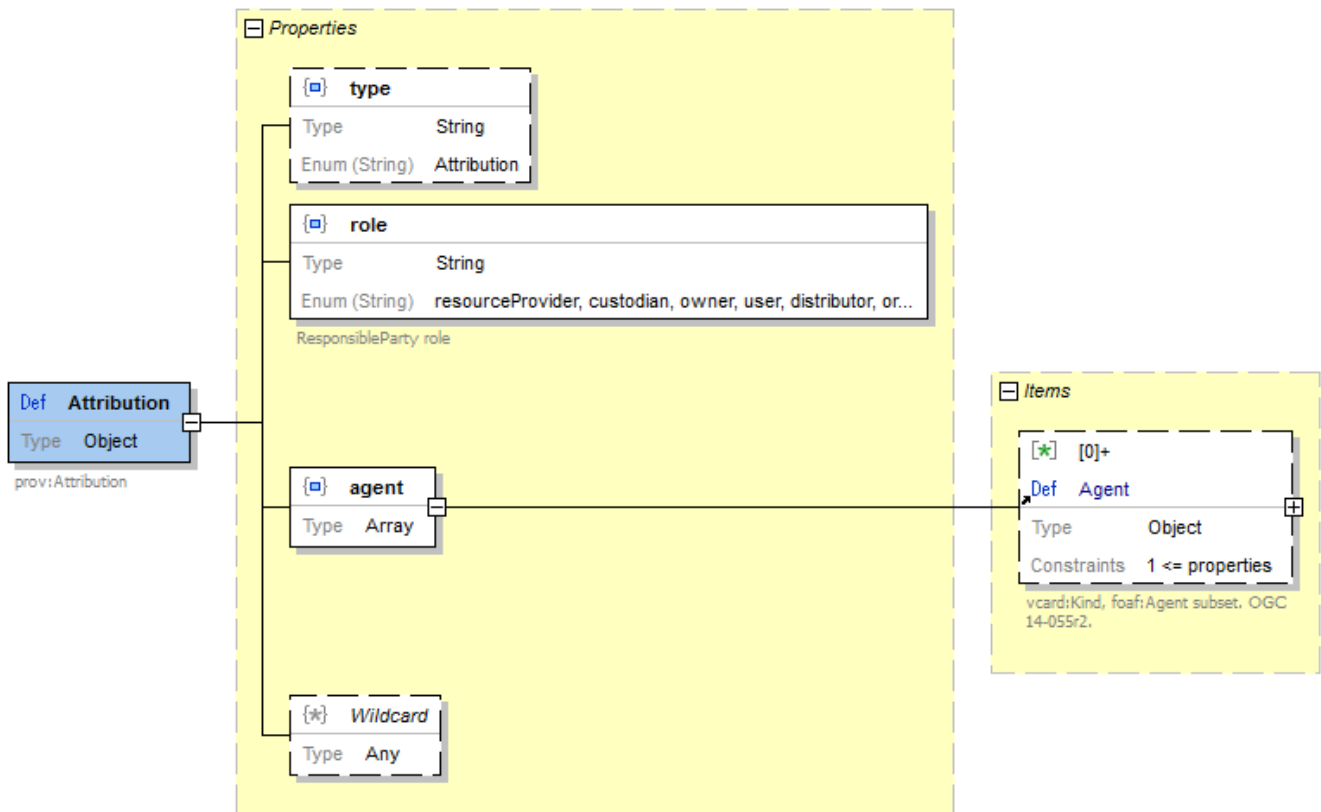 Properties
{} type
Type String
Enum (String) Attribution
{} role
Type String
Enum (String) resourceProvider, custodian, owner, user, distributor, or...
ResponsibleParty role
Def Attribution
Type Object
prov:Attribution
{} agent
Type Array
Items
[*] [0]+
Def Agent
Type Object
Constraints 1 <= properties
vcard:Kind, foaf:Agent subset. OGC
14-055r2.
{*} Wildcard
Type Any